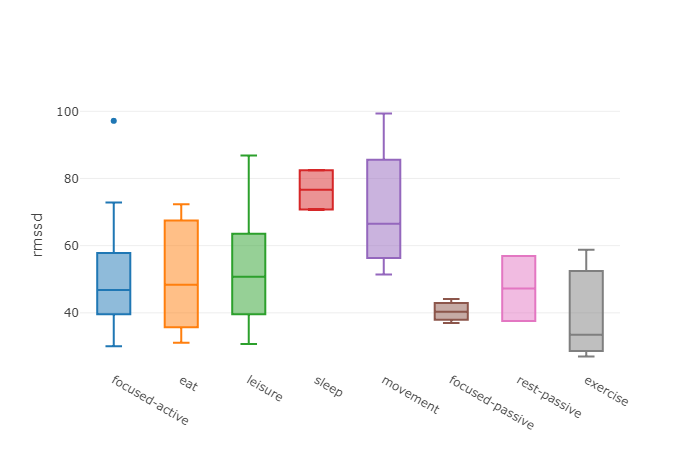 100
80
60
40
rmssd
focused-active
eat
leisure
sleep
movement
focused-passive
rest-passive
exercise